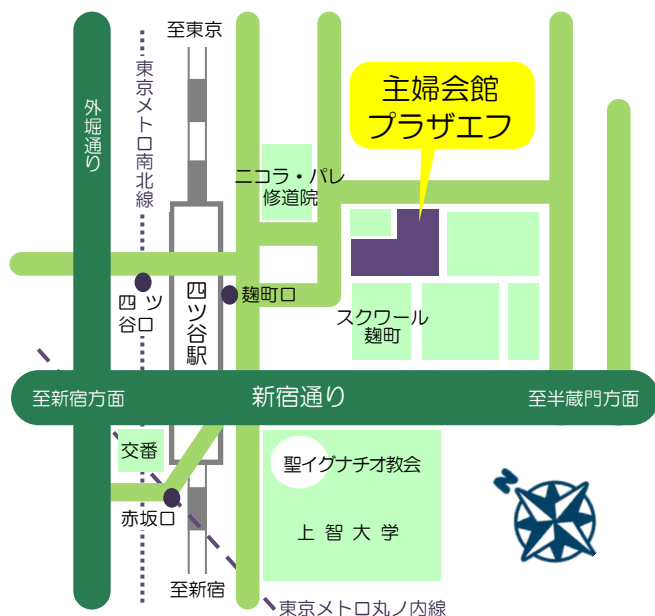 至東京
外堀通り
東京メトロ南北線
主婦会館
プラザエフ
ニコラ・バレ
修道院
四ツ
谷口
四ツ谷駅
麹町口
スクワール
麹町
至新宿方面
新宿通り
至半蔵門方面
交番
聖イグナチオ教会
赤坂口
上智大学
N
至新宿
東京メトロ丸ノ内線